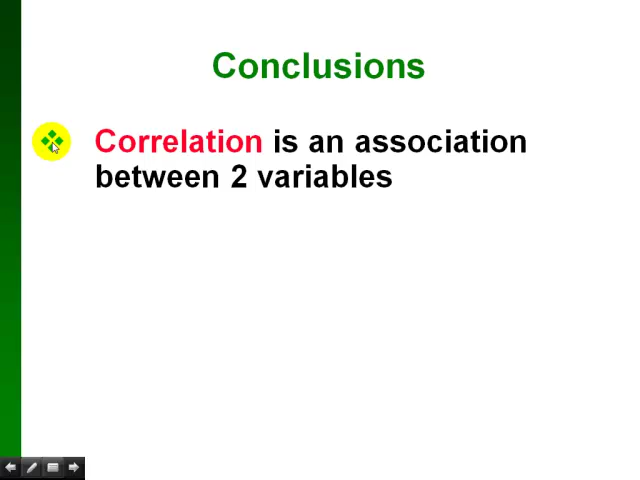 Conclusions
Correlation is an association
between 2 variables